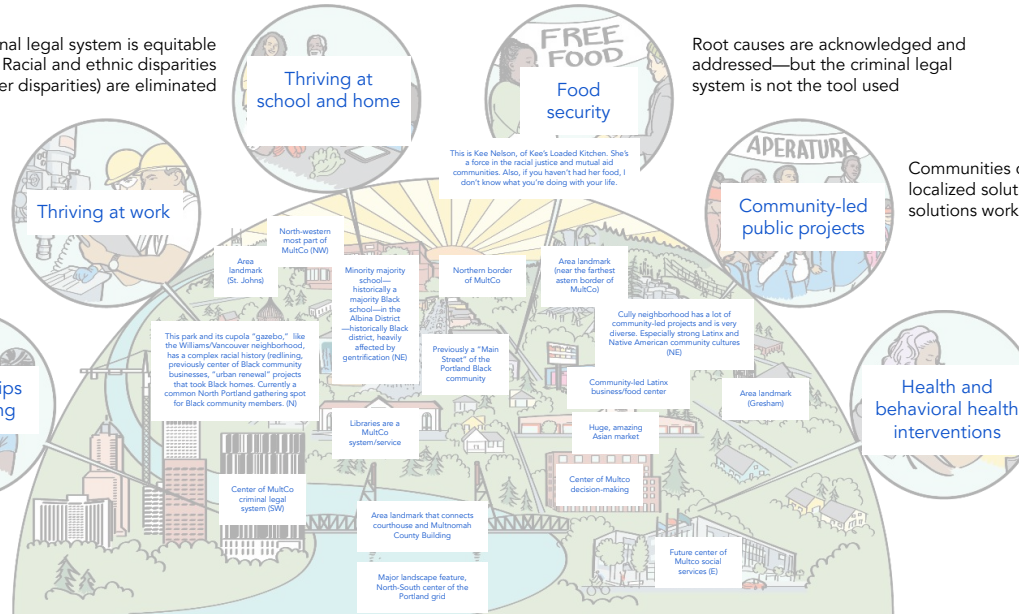 nal legal system is equitable
Racial and ethnic disparities
er disparities) are eliminated
Thriving at
school and home
FREE
FOOD
Food
security
Root causes are acknowledged and
addressed—but the criminal legal
system is not the tool used
This is Kee Nelson, of Kee's Loaded Kitchen. She's
a force in the racial justice and mutual aid
communities. Also, if you haven't had her food, I
don't know what you're doing with your life.
APERATURA
Communities o
localized solut
solutions work
Thriving at work
Community-led
public projects
North-western
most part of
MultCo (NW)
Area
landmark
(St. Johns)
Minority majority
school—
historically a
majority Black
school—in the
Albina District
—historically Black
district, heavily
affected by
gentrification (NE)
Northern border
of MultCo
Area landmark
(near the farthest
astern border of
MultCo)
This park and its cupola "gazebo," like
the Williams/Vancouver neighborhood,
has a complex racial history (redlining,
previously center of Black community
businesses, "urban renewal" projects
that took Black homes. Currently a
common North Portland gathering spot
for Black community members. (N)
Previously a "Main
Street" of the
Portland Black
community
Cully neighborhood has a lot of
community-led projects and is very
diverse. Especially strong Latinx and
Native American community cultures
(NE)
Community-led Latinx
business/food center
Area landmark
(Gresham)
ips
ng
Health and
behavioral health
interventions
Libraries are a
MultCo
system/service
Huge, amazing
Asian market
Center of MultCo
criminal legal
system (SW)
Center of Multco
decision-making
Area landmark that connects
courthouse and Multnomah
County Building
Future center of
Multco social
services (E)
Major landscape feature,
North-South center of the
Portland grid